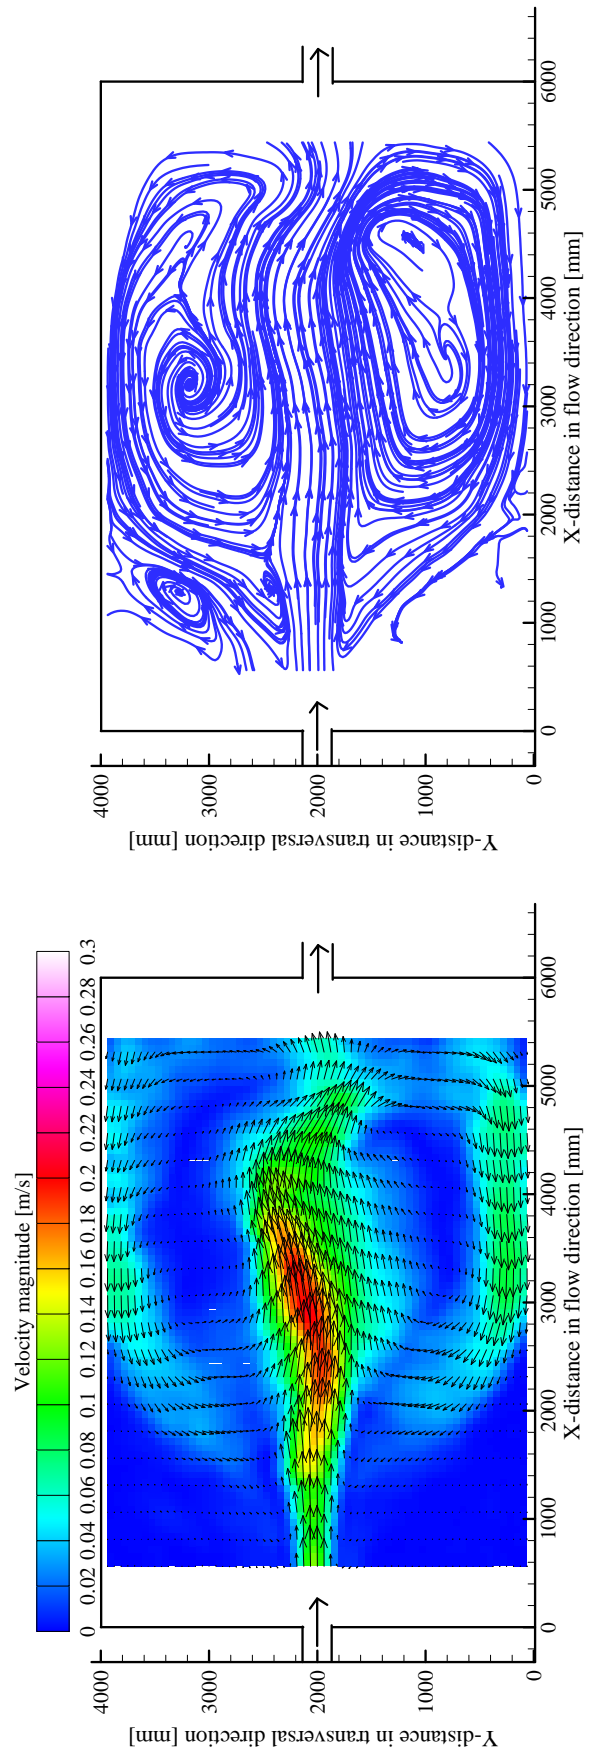 Velocity magnitude [m/s]
0 0.02 0.04 0.06 0.08 0.1 0.12 0.14 0.16 0.18 0.2 0.22 0.24 0.26 0.28 0.3
Y-distance in transversal direction [mm]
4000
3000
2000
1000
0
0 1000 2000 3000 4000 5000 6000
X-distance in flow direction [mm]
Y-distance in transversal direction [mm]
4000
3000
2000
1000
0
0 1000 2000 3000 4000 5000 6000
X-distance in flow direction [mm]